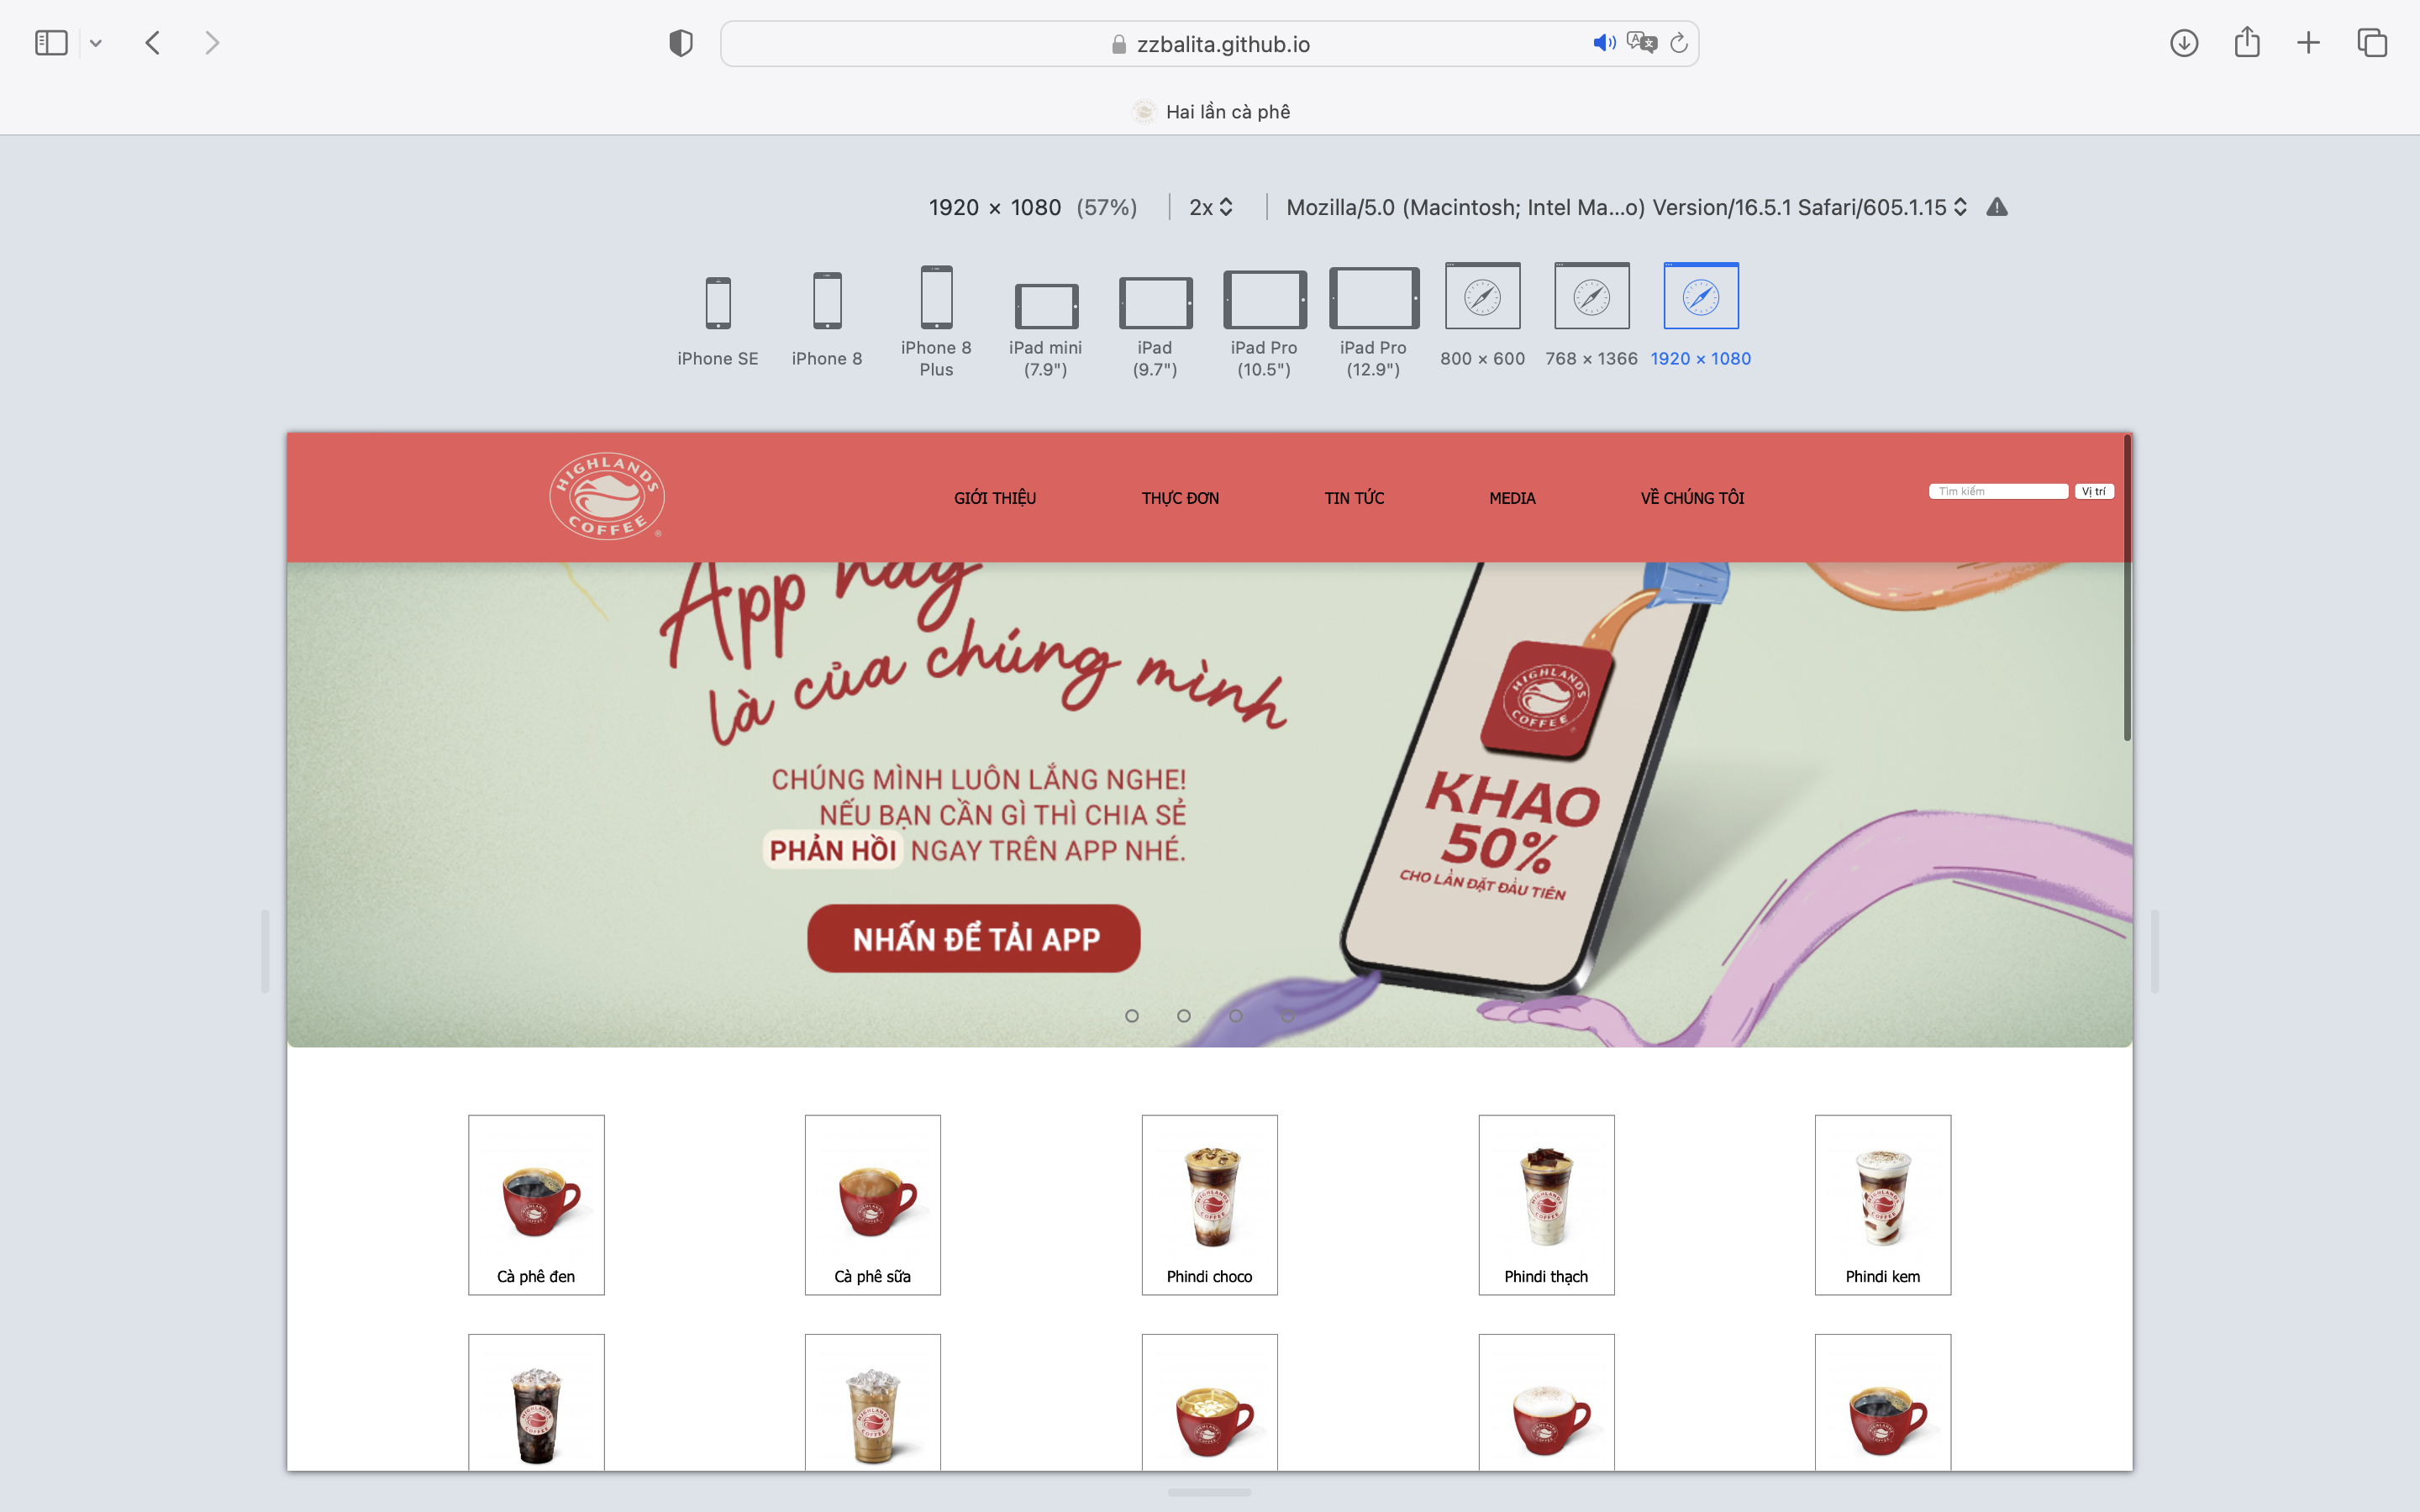 zzbalita.github.io
Hai lần cà phê
1920 × 1080 (57%) 2x Mozilla/5.0 (Macintosh; Intel Ma...o) Version/16.5.1 Safari/605.1.15
iPhone SE
iPhone 8
iPhone 8
Plus
iPad mini
(7.9")
iPad
(9.7")
iPad Pro
(10.5")
iPad Pro
(12.9")
800 × 600
768 × 1366
1920 × 1080
HIGHLANDS
COFFEE
GIỚI THIỆU
THỰC ĐƠN
TIN TỨC
MEDIA
VỀ CHÚNG TÔI
Tìm kiếm
Vị trí
App này
là của chúng mình
CHÚNG MÌNH LUÔN LẮNG NGHE!
NẾU BẠN CẦN GÌ THÌ CHIA SẺ
PHẢN HỒI NGAY TRÊN APP NHÉ.
NHẤN ĐỂ TẢI APP
HIGHLANDS
COFFEE
KHAO
50%
CHO LẦN ĐẶT ĐẦU TIÊN
Cà phê đen
Cà phê sữa
Phindi choco
Phindi thạch
Phindi kem